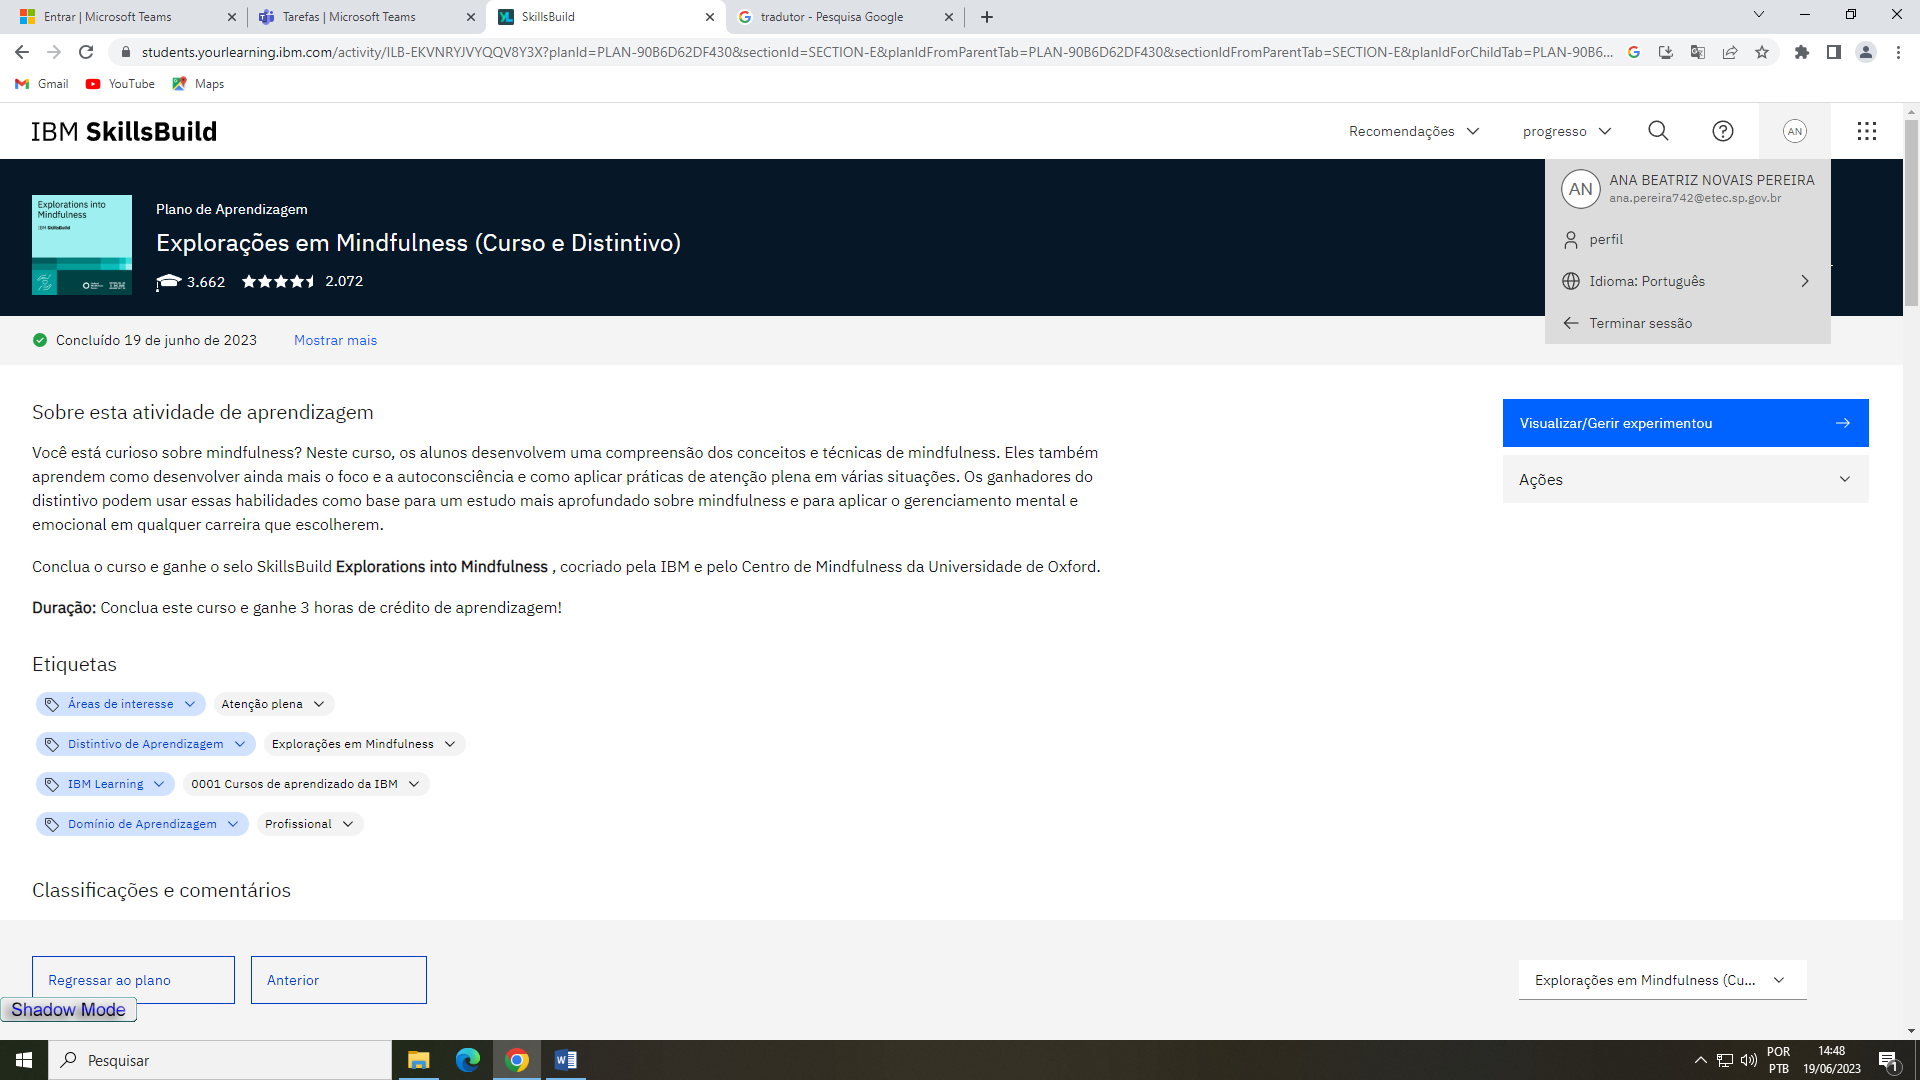 Entrar | Microsoft Teams
Tarefas | Microsoft Teams
SkillsBuild
tradutor - Pesquisa Google
students.yourlearning.ibm.com/activity/ILB-EKVNRYJVYQQV8Y3X?planId=PLAN-90B6D62DF430&sectionId=SECTION-E&planIdFromParentTab=PLAN-90B6D62DF430&sectionIdFromParentTab=SECTION-E&planIdForChildTab=PLAN-90B6...
Gmail
YouTube
Maps
IBM SkillsBuild
Recomendações
progresso
AN
Explorations into
Mindfulness
IBM SkillsBuild
IBM
Plano de Aprendizagem
Explorações em Mindfulness (Curso e Distintivo)
3.662
2.072
AN
ANA BEATRIZ NOVAIS PEREIRA
ana.pereira742@etec.sp.gov.br
perfil
Idioma: Português
Terminar sessão
Concluído 19 de junho de 2023
Mostrar mais
Sobre esta atividade de aprendizagem
Você está curioso sobre mindfulness? Neste curso, os alunos desenvolvem uma compreensão dos conceitos e técnicas de mindfulness. Eles também
aprendem como desenvolver ainda mais o foco e a autoconsciência e como aplicar práticas de atenção plena em várias situações. Os ganhadores do
distintivo podem usar essas habilidades como base para um estudo mais aprofundado sobre mindfulness e para aplicar o gerenciamento mental e
emocional em qualquer carreira que escolherem.
Conclua o curso e ganhe o selo SkillsBuild Explorations into Mindfulness , cocriado pela IBM e pelo Centro de Mindfulness da Universidade de Oxford.
Duração: Conclua este curso e ganhe 3 horas de crédito de aprendizagem!
Visualizar/Gerir experimentou
Ações
Etiquetas
Áreas de interesse
Atenção plena
Distintivo de Aprendizagem
Explorações em Mindfulness
IBM Learning
0001 Cursos de aprendizado da IBM
Domínio de Aprendizagem
Profissional
Classificações e comentários
Regressar ao plano
Anterior
Explorações em Mindfulness (Cu...
Shadow Mode
Pesquisar
POR
PTB
14:48
19/06/2023
1